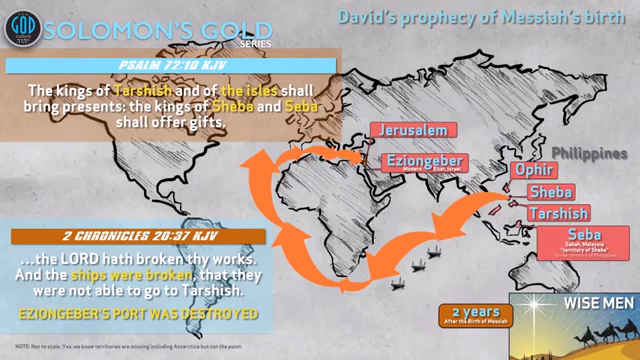 THE
GOD
culture
SOLOMON'S GOLD
SERIES
David's prophecy of Messiah's birth
PSALM 72:10 KJV
The kings of Tarshish and of the isles shall
bring presents: the kings of Sheba and Seba
shall offer gifts.
Jerusalem
Eziongeber
Modern Eliat, Israel
Philippines
Ophir
Sheba
Tarshish
Seba
Sabah, Malaysia
"territory of Sheba"
2 CHRONICLES 20:37 KJV
...the LORD hath broken thy works.
And the ships were broken, that they
were not able to go to Tarshish.
EZIONGEBER'S PORT WAS DESTROYED
2 years
After the Birth of Messiah
WISE MEN
NOTE: Not to scale. Yes, we know territories are missing including Antarctica but not the point.